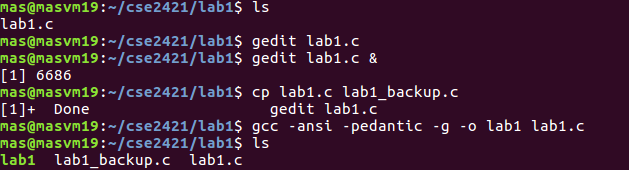 mas@masvm19:~/cse2421/lab1$ ls
lab1.c
mas@masvm19:~/cse2421/lab1$ gedit lab1.c
mas@masvm19:~/cse2421/lab1$ gedit lab1.c &
[1] 6686
mas@masvm19:~/cse2421/lab1$ cp lab1.c lab1_backup.c
[1]+  Done                    gedit lab1.c
mas@masvm19:~/cse2421/lab1$ gcc -ansi -pedantic -g -o lab1 lab1.c
mas@masvm19:~/cse2421/lab1$ ls
lab1  lab1_backup.c  lab1.c